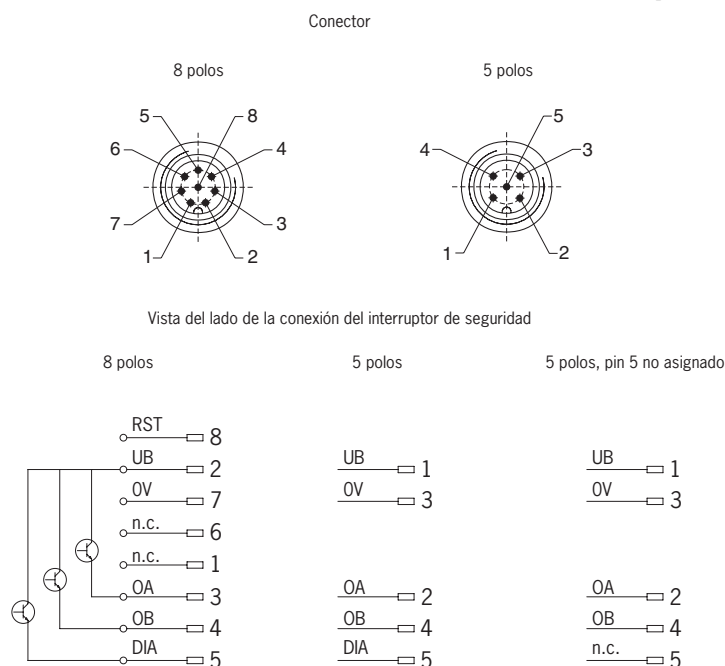 Conector
8 polos 5 polos
5 8
6 4
7 3
1 2
5
4 3
1 2
Vista del lado de la conexión del interruptor de seguridad
8 polos 5 polos 5 polos, pin 5 no asignado
RST 8
UB 2 UB 1 UB 1
0V 7 0V 3 0V 3
n.c. 6
n.c. 1
OA 3 OA 2 OA 2
OB 4 OB 4 OB 4
DIA 5 DIA 5 n.c. 5